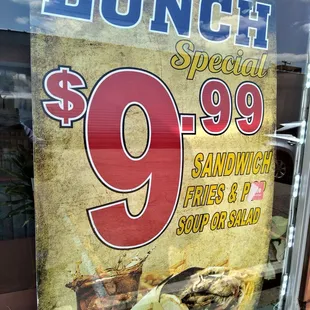 LUNCH
Special
$9.99
SANDWICH
FRIES &
SOUP OR SALAD